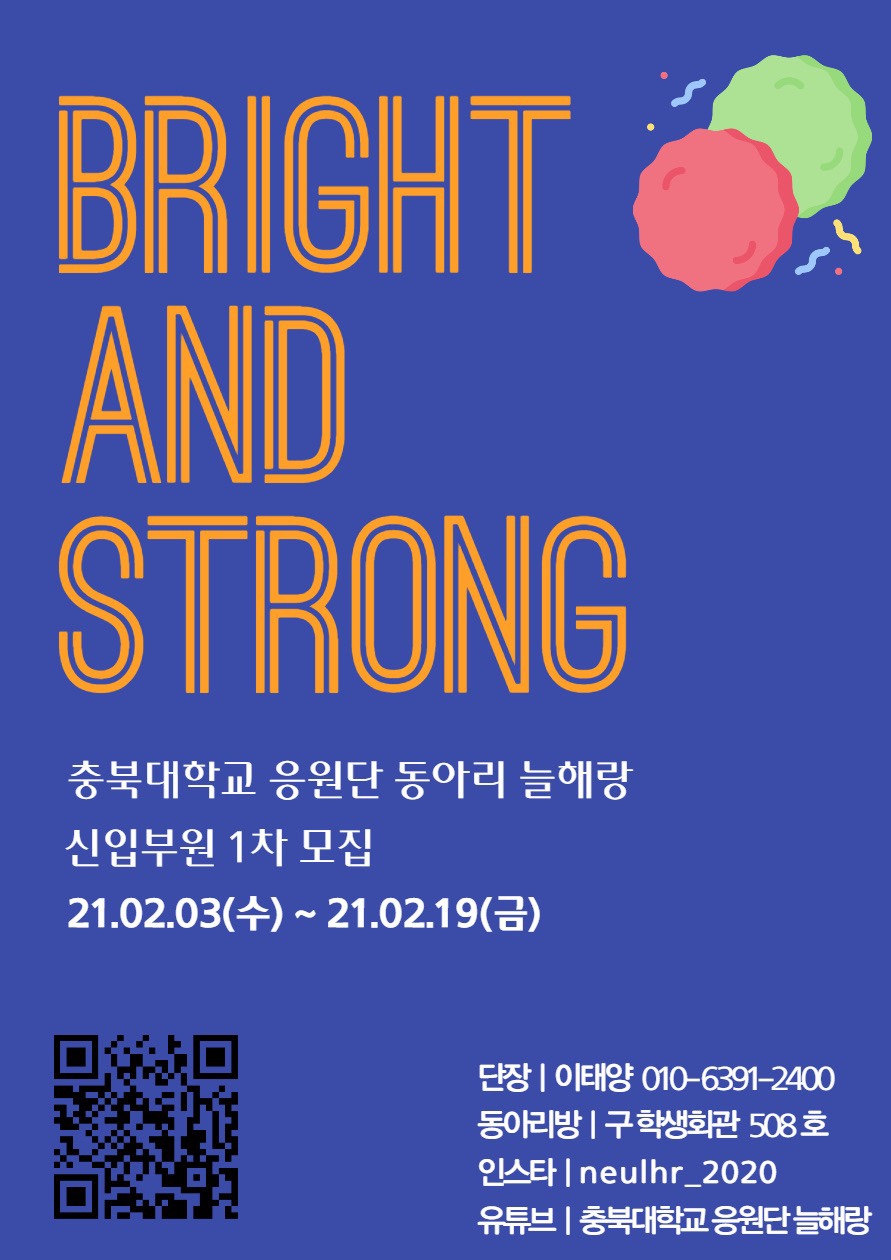 BRIGHT
AND
STRONG
충북대학교 응원단 동아리 늘해랑
신입부원 1차 모집
21.02.03(수) ~ 21.02.19(금)
단장 | 이태양 010-6391-2400
동아리방 | 구 학생회관 508 호
인스타 | neulhr_2020
유튜브 | 충북대학교 응원단 늘해랑